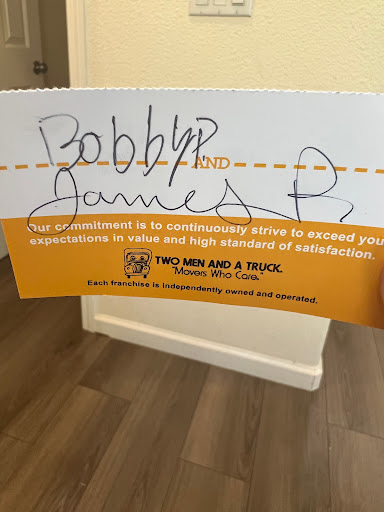 Bobby P.
AND
James R
Our commitment is to continuously strive to exceed you
expectations in value and high standard of satisfaction.
TWO MEN AND A TRUCK.
"Movers Who Care."
Each franchise is independently owned and operated.